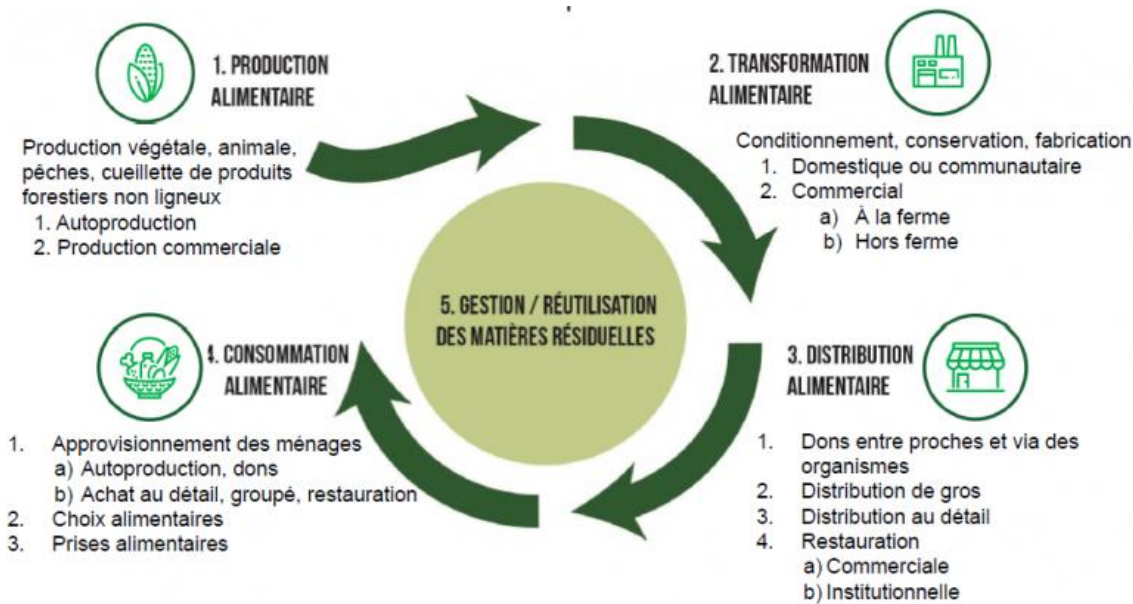 1. PRODUCTION
ALIMENTAIRE
Production végétale, animale,
pêches, cueillette de produits
forestiers non ligneux
1. Autoproduction
2. Production commerciale
2. TRANSFORMATION
ALIMENTAIRE
Conditionnement, conservation, fabrication
1. Domestique ou communautaire
2. Commercial
a) À la ferme
b) Hors ferme
3. DISTRIBUTION
ALIMENTAIRE
1. Dons entre proches et via des
organismes
2. Distribution de gros
3. Distribution au détail
4. Restauration
a) Commerciale
b) Institutionnelle
4. CONSOMMATION
ALIMENTAIRE
1. Approvisionnement des ménages
a) Autoproduction, dons
b) Achat au détail, groupé, restauration
2. Choix alimentaires
3. Prises alimentaires
5. GESTION / RÉUTILISATION
DES MATIÈRES RÉSIDUELLES